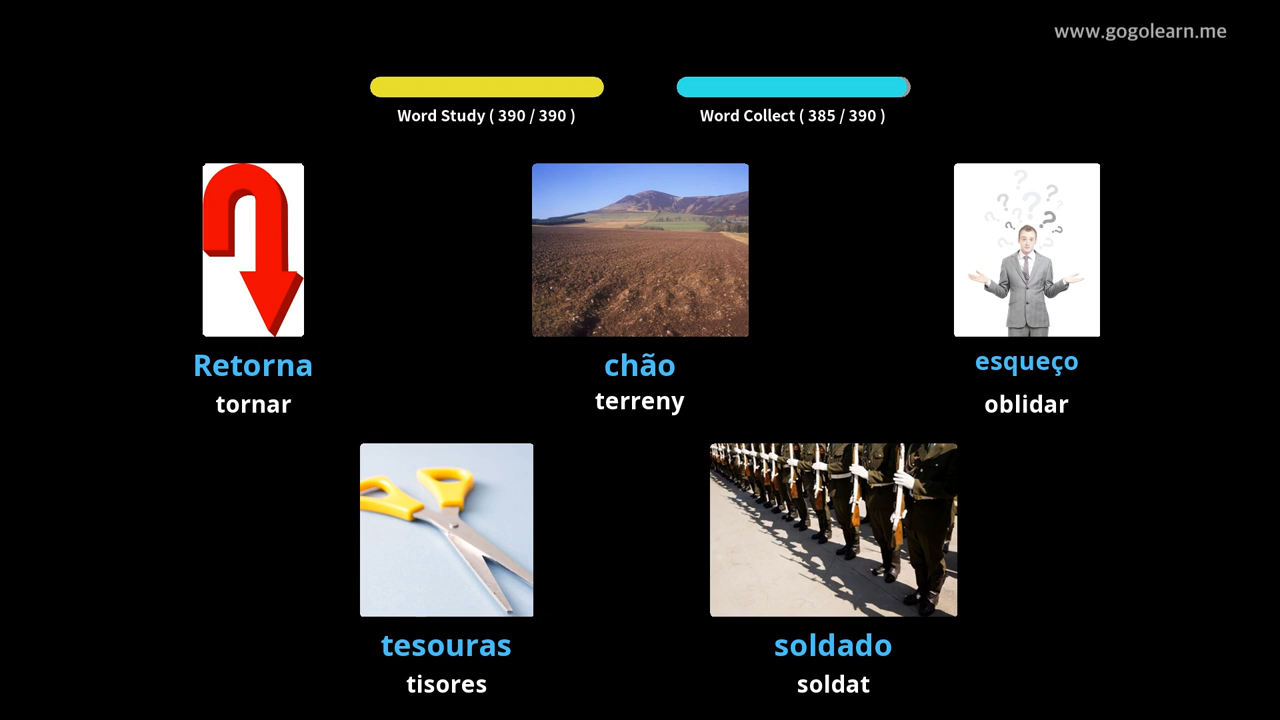 www.gogolearn.me
Word Study ( 390 / 390 )
Word Collect ( 385 / 390 )
Retorna
tornar
chão
terreny
esqueço
oblidar
tesouras
tisores
soldado
soldat